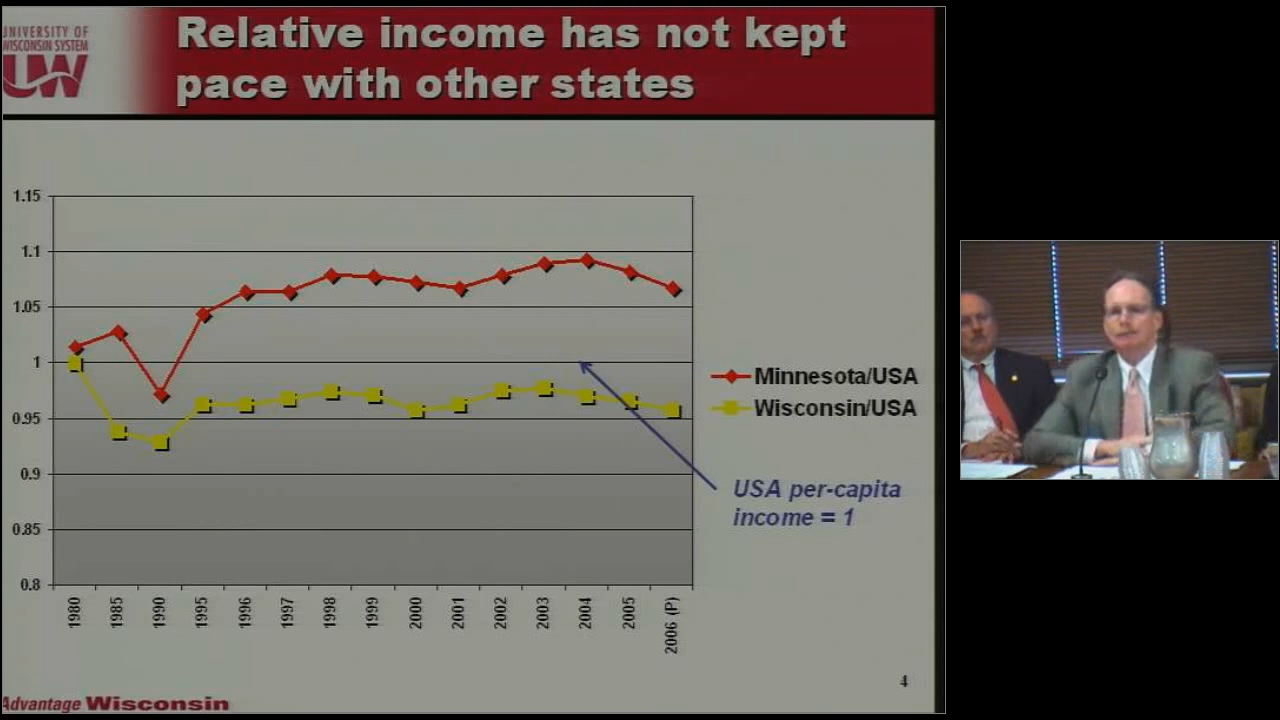 UNIVERSITY OF
WISCONSIN SYSTEM
UW
Relative income has not kept
pace with other states
1.15
1.1
1.05
1
0.95
0.9
0.85
0.8
1980
1985
1990
1995
1996
1997
1998
1999
2000
2001
2002
2003
2004
2005
2006 (P)
Minnesota/USA
Wisconsin/USA
USA per-capita
income = 1
4
Advantage Wisconsin